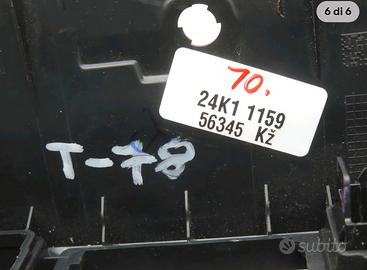 6 di 6
70.
24K1 1159
56345 KŽ
T-78
subito